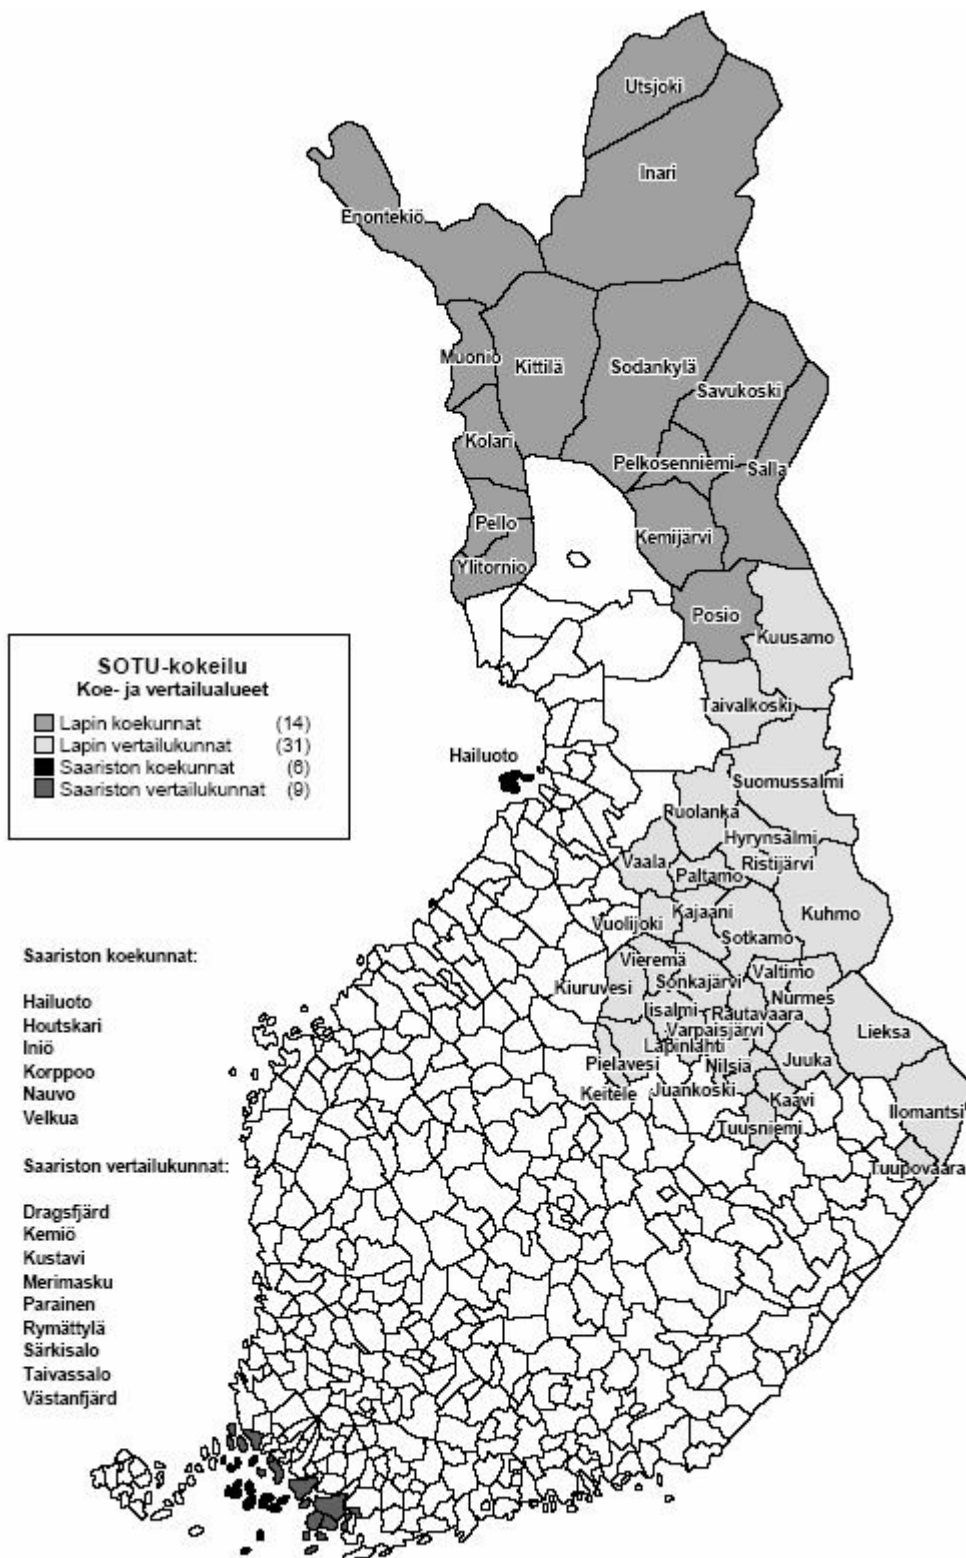 Utsjoki
Inari
Enontekiö
Muonio
Kittilä
Sodankylä
Savukoski
Kolari
Pelkosenniemi
Salla
Pello
Kemijärvi
Ylitornio
Posio
Kuusamo
SOTU-kokeilu
Koe- ja vertailualueet
Lapin koekunnat (14)
Lapin vertailukunnat (31)
Saariston koekunnat (6)
Saariston vertailukunnat (9)
Taivalkoski
Hailuoto
Suomussalmi
Puolanka
Hyrynsalmi
Vaala
Ristijärvi
Paltamo
Vuolijoki
Kajaani
Kuhmo
Sotkamo
Vieremä
Sonkajärvi
Valtimo
Kiuruvesi
Nurmes
Iisalmi
Rautavaara
Varpaisjärvi
Lieksa
Lapinlahti
Pielavesi
Nilsiä
Juuka
Keitele
Juankoski
Kaavi
Ilomantsi
Tuusniemi
Tuupovaara
Saariston koekunnat:
Hailuoto
Houtskari
Iniö
Korppoo
Nauvo
Velkua
Saariston vertailukunnat:
Dragsfjärd
Kemiö
Kustavi
Merimasku
Parainen
Rymättylä
Särkisalo
Taivassalo
Västanfjärd